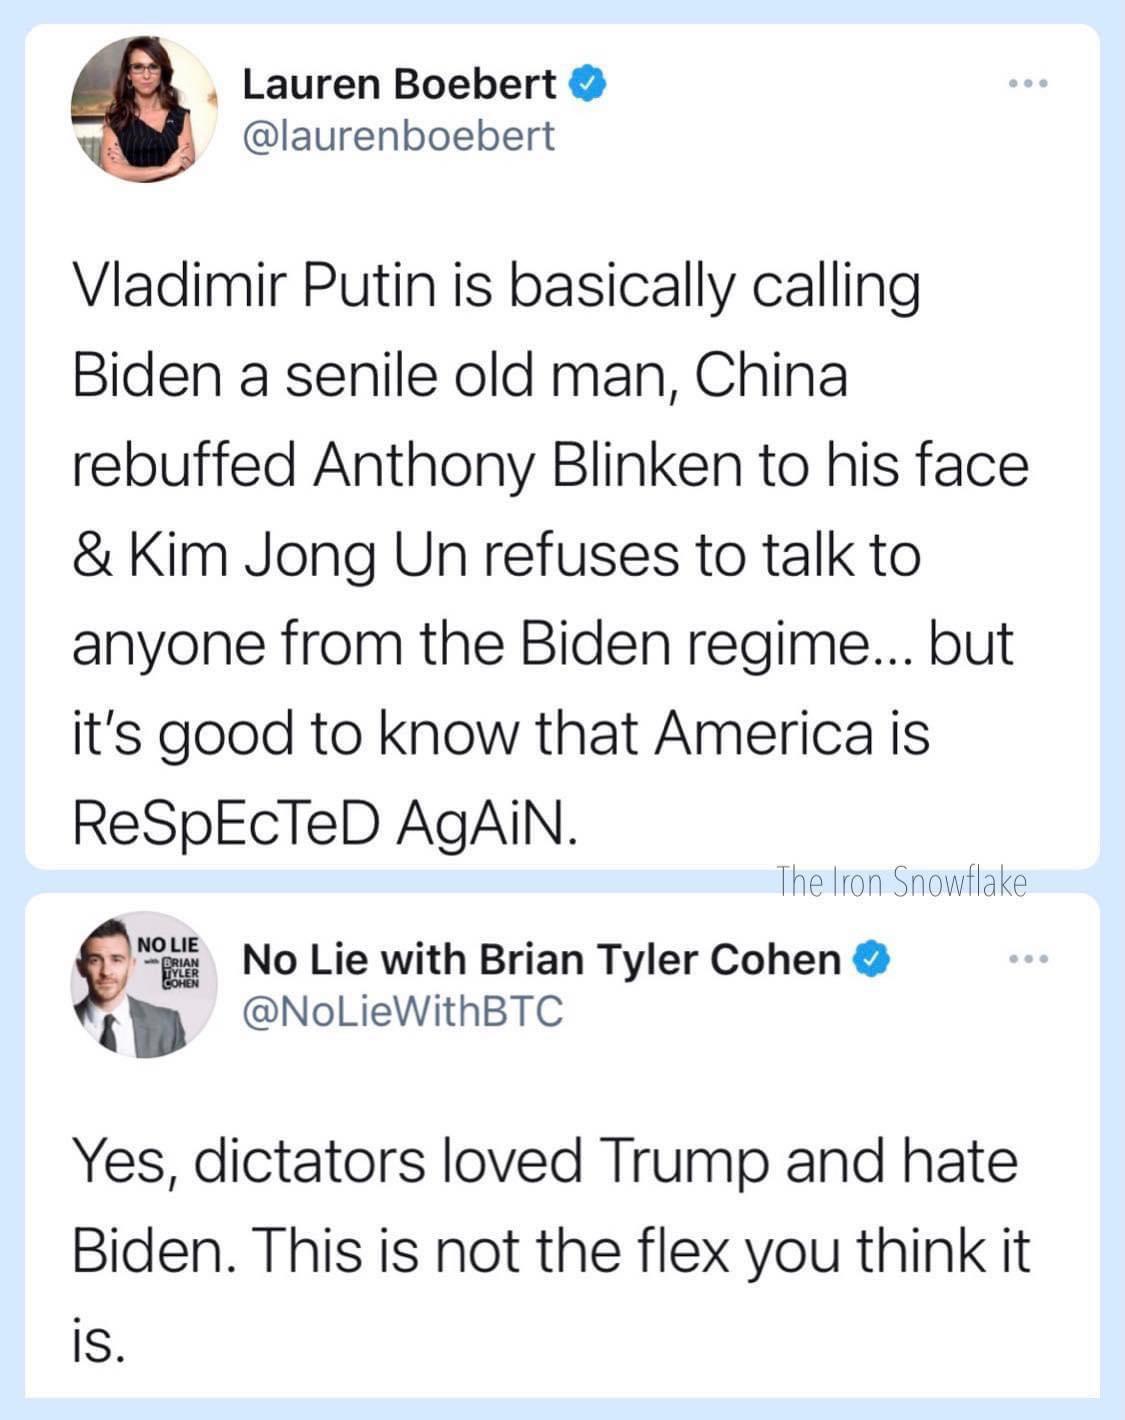 Lauren Boebert
@laurenboebert
Vladimir Putin is basically calling
Biden a senile old man, China
rebuffed Anthony Blinken to his face
& Kim Jong Un refuses to talk to
anyone from the Biden regime... but
it's good to know that America is
ReSpEcTeD AgAiN.
The Iron Snowflake
NO LIE
with BRIAN
TYLER
COHEN
No Lie with Brian Tyler Cohen
@NoLieWithBTC
Yes, dictators loved Trump and hate
Biden. This is not the flex you think it
is.